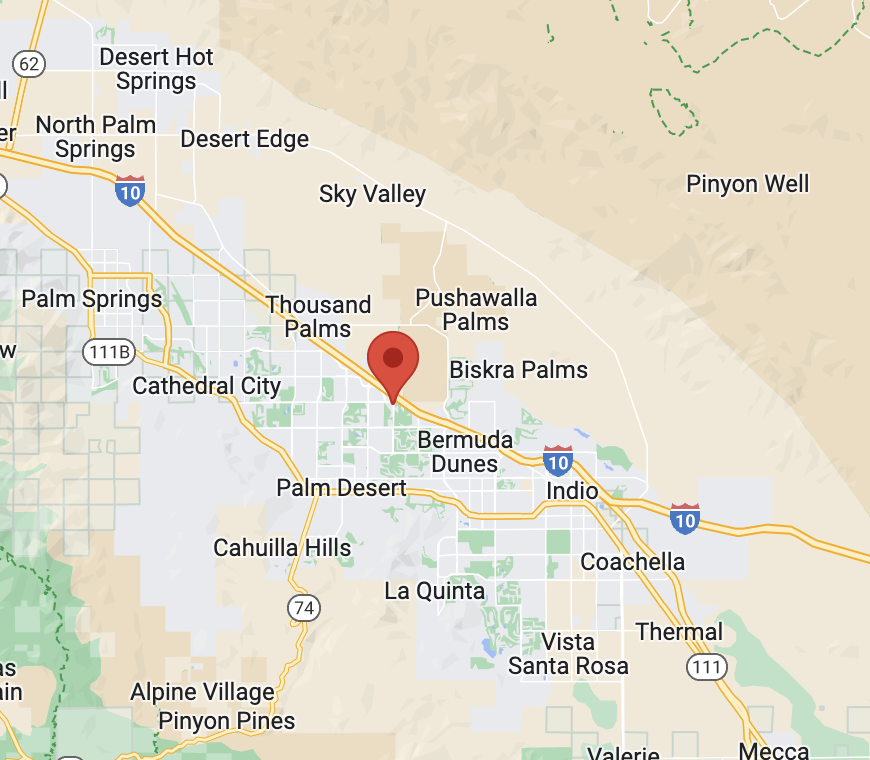 62
Desert Hot
Springs
North Palm
Springs
Desert Edge
10
Sky Valley
Pinyon Well
Palm Springs
Thousand
Palms
Pushawalla
Palms
111B
Cathedral City
Biskra Palms
Bermuda
Dunes
10
Palm Desert
Indio
10
Cahuilla Hills
Coachella
La Quinta
74
Thermal
Vista
Santa Rosa
111
Alpine Village
Pinyon Pines
Valerie
Mecca